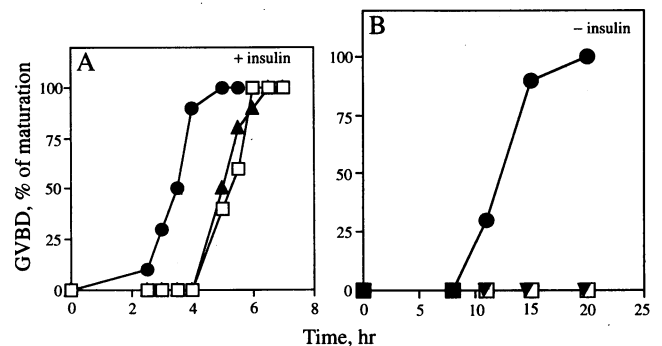 A
+ insulin
GVBD, % of maturation
100
75
50
25
0
0 2 4 6 8
B
– insulin
100
75
50
25
0
0 5 10 15 20 25
Time, hr